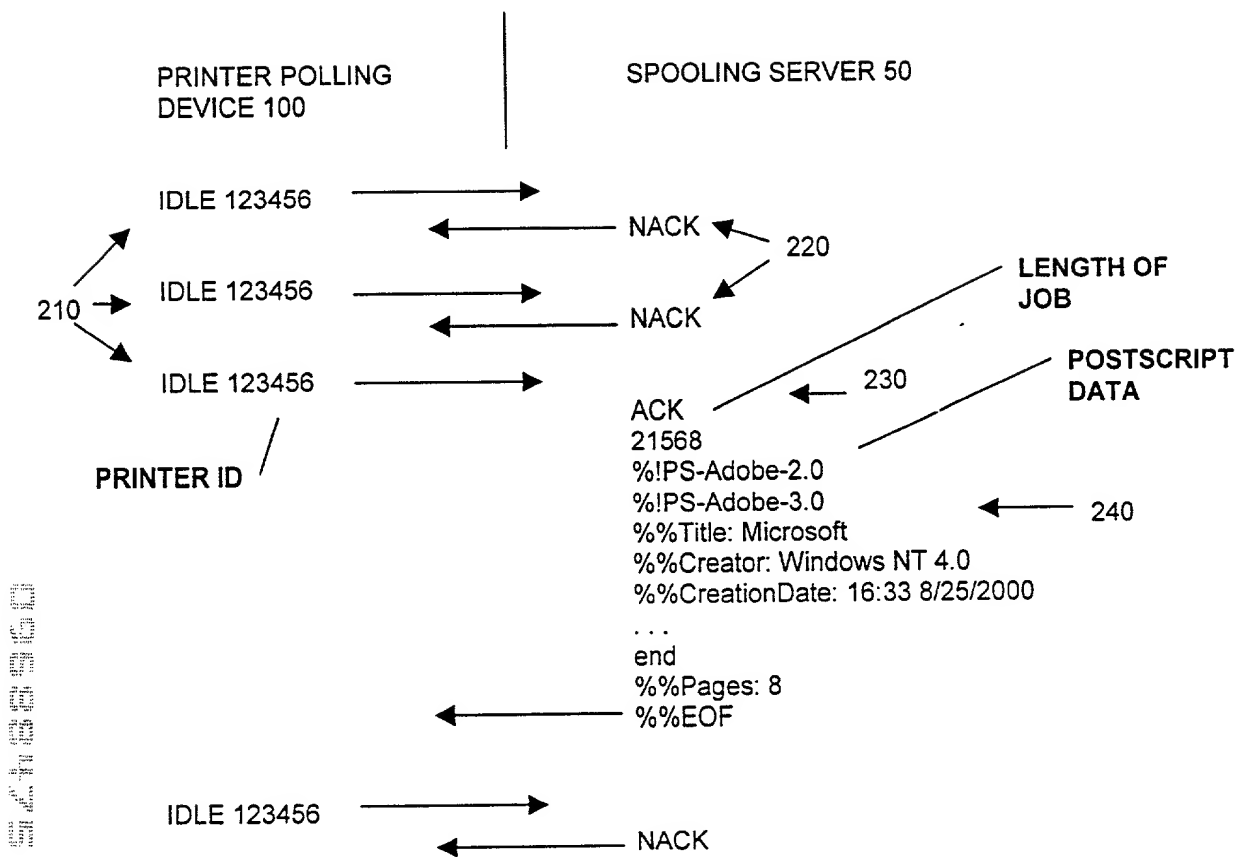 PRINTER POLLING
DEVICE 100
SPOOLING SERVER 50
IDLE 123456
NACK
220
210
IDLE 123456
NACK
LENGTH OF
JOB
IDLE 123456
230
POSTSCRIPT
DATA
PRINTER ID
ACK
21568
%!PS-Adobe-2.0
%!PS-Adobe-3.0
240
%%Title: Microsoft
%%Creator: Windows NT 4.0
%%CreationDate: 16:33 8/25/2000
. . .
end
%%Pages: 8
%%EOF
IDLE 123456
NACK